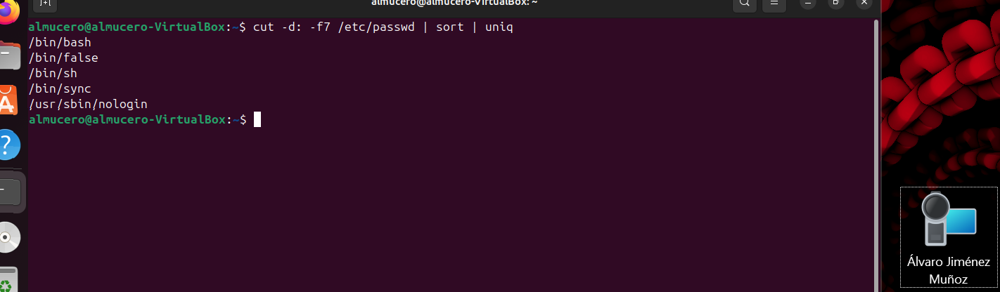 almucero@almucero-VirtualBox: ~
almucero@almucero-VirtualBox:~$ cut -d: -f7 /etc/passwd | sort | uniq
/bin/bash
/bin/false
/bin/sh
/bin/sync
/usr/sbin/nologin
almucero@almucero-VirtualBox:~$
Álvaro Jiménez
Muñoz